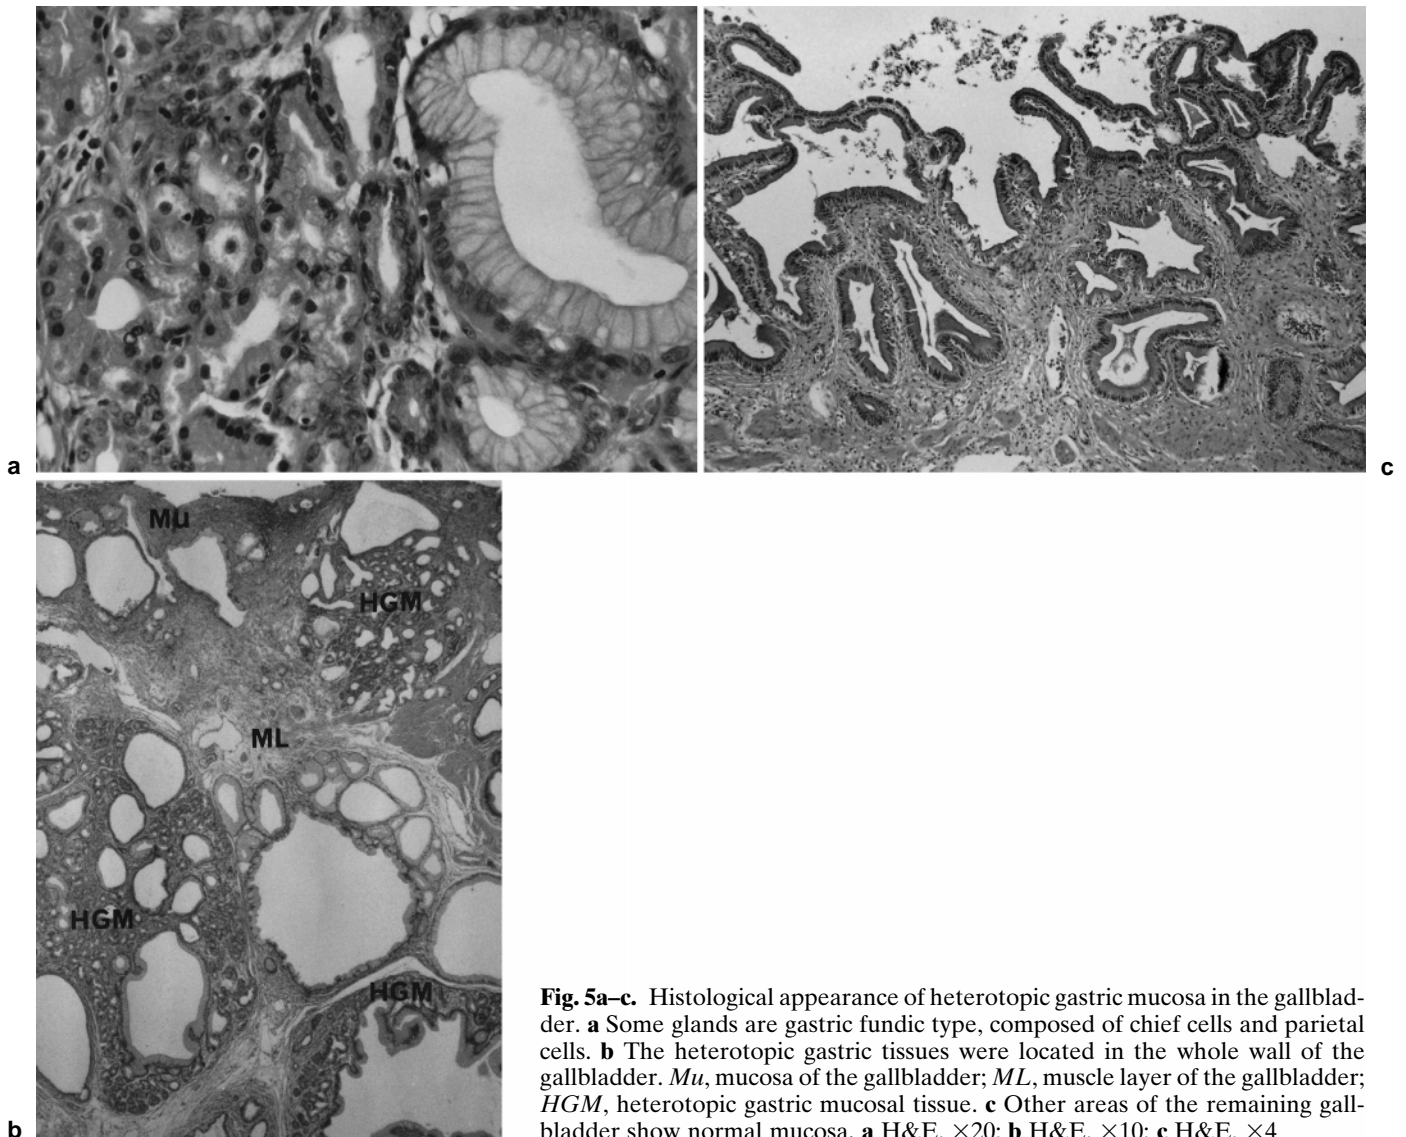 a
c
Mu
HGM
ML
HGM
HGM
b
Fig. 5a–c. Histological appearance of heterotopic gastric mucosa in the gallblad-
der. a Some glands are gastric fundic type, composed of chief cells and parietal
cells. b The heterotopic gastric tissues were located in the whole wall of the
gallbladder. Mu, mucosa of the gallbladder; ML, muscle layer of the gallbladder;
HGM, heterotopic gastric mucosal tissue. c Other areas of the remaining gall-
bladder show normal mucosa. a H&E, ×20; b H&E, ×10; c H&E, ×4